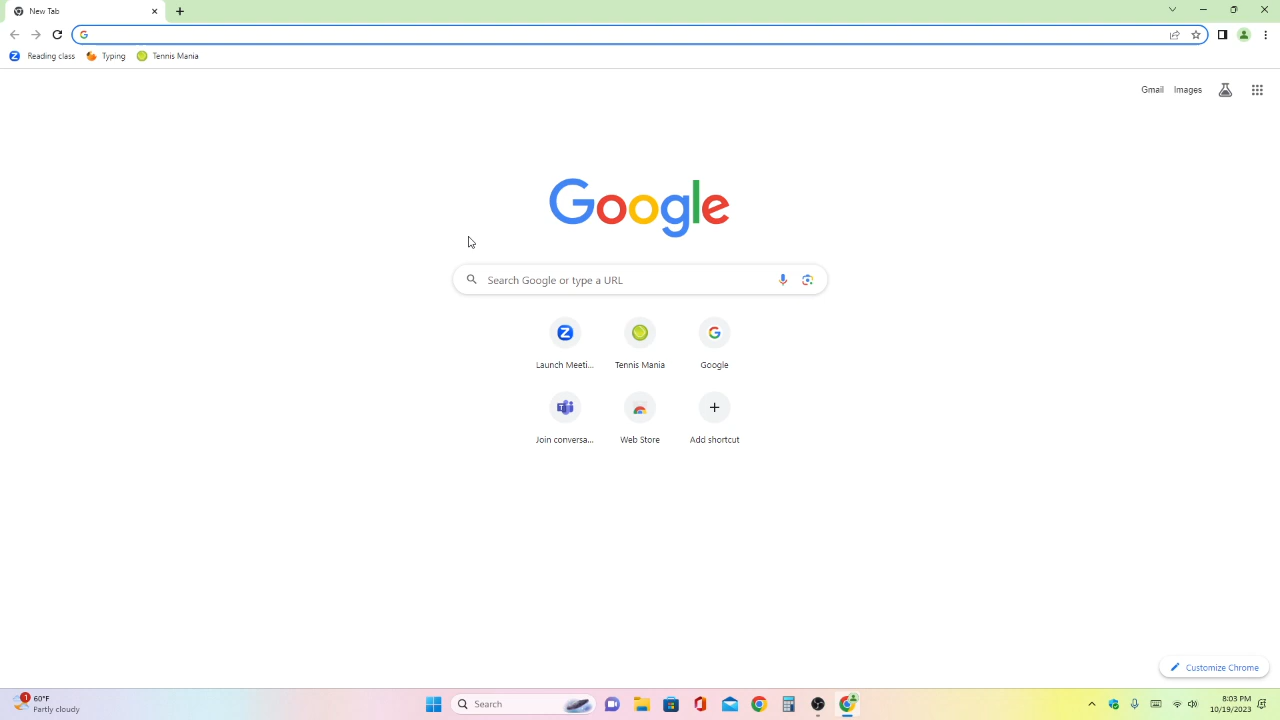 New Tab
Reading class
Typing
Tennis Mania
Gmail
Images
Google
Search Google or type a URL
Launch Meeti...
Tennis Mania
Google
Join conversa...
Web Store
Add shortcut
Customize Chrome
1
60°F
Partly cloudy
Search
8:03 PM
10/19/2023